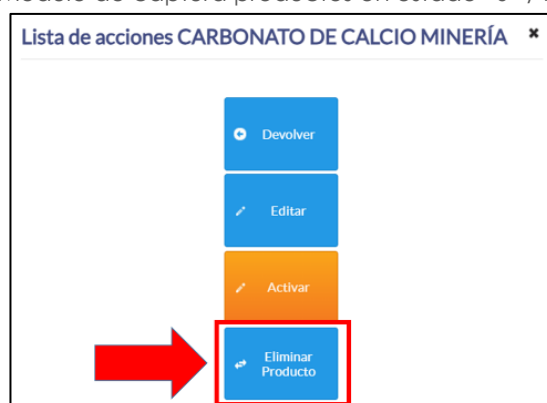 Lista de acciones CARBONATO DE CALCIO MINERÍA
Devolver
Editar
Activar
Eliminar
Producto